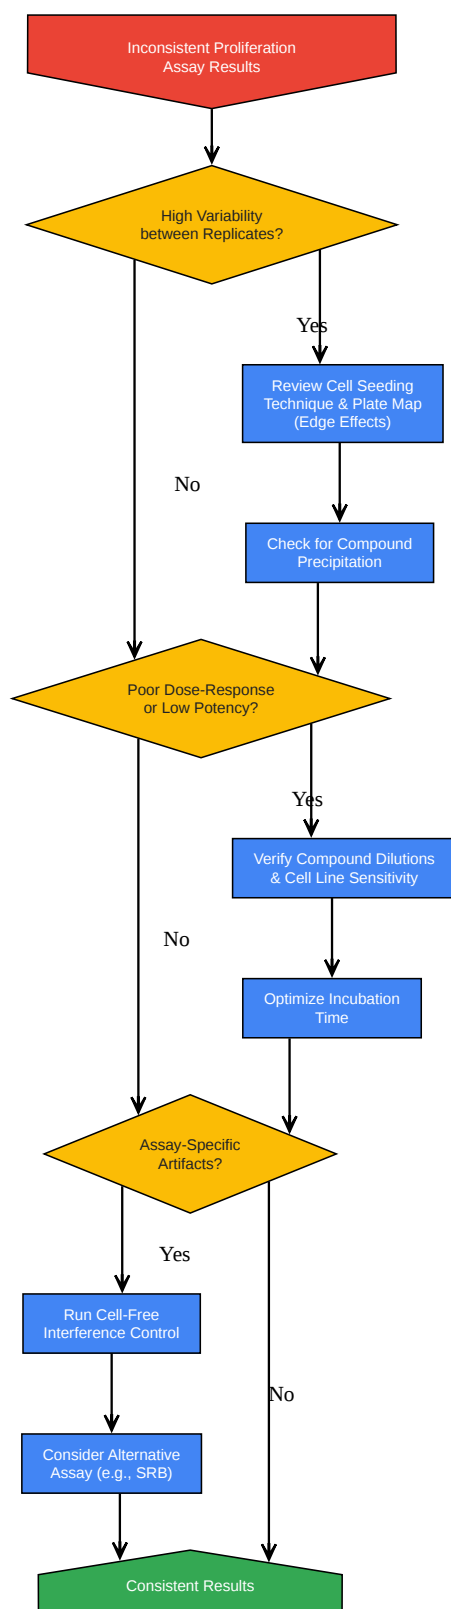 Inconsistent Proliferation
Assay Results
High Variability
between Replicates?
Yes
Review Cell Seeding
Technique & Plate Map
(Edge Effects)
No
Check for Compound
Precipitation
Poor Dose-Response
or Low Potency?
Yes
Verify Compound Dilutions
& Cell Line Sensitivity
No
Optimize Incubation
Time
Assay-Specific
Artifacts?
Yes
Run Cell-Free
Interference Control
No
Consider Alternative
Assay (e.g., SRB)
Consistent Results